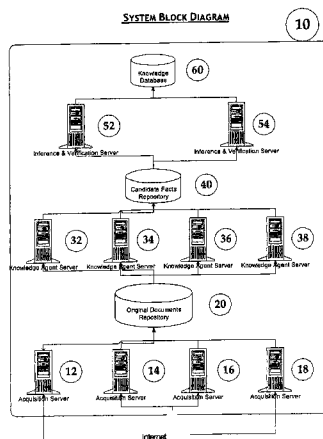 SYSTEM BLOCK DIAGRAM
10
Knowledge
Database
60
52
54
Inference & Verification Server
Inference & Verification Server
Candidate Facts
Repository
40
32
34
36
38
Knowledge Agent Server
Knowledge Agent Server
Knowledge Agent Server
Knowledge Agent Server
Original Documents
Repository
20
12
14
16
18
Acquisition Server
Acquisition Server
Acquisition Server
Acquisition Server
Internet